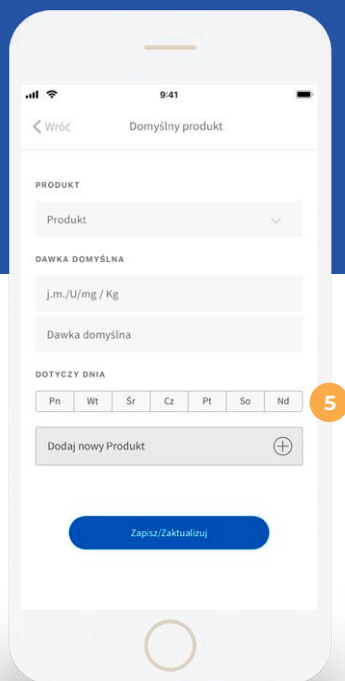 9:41
Wróć Domyślny produkt
PRODUKT
Produkt
DAWKA DOMYŚLNA
j.m./U/mg / Kg
Dawka domyślna
DOTYCZY DNIA
Pn Wt Śr Cz Pt So Nd
5
Dodaj nowy Produkt
Zapisz/Zaktualizuj